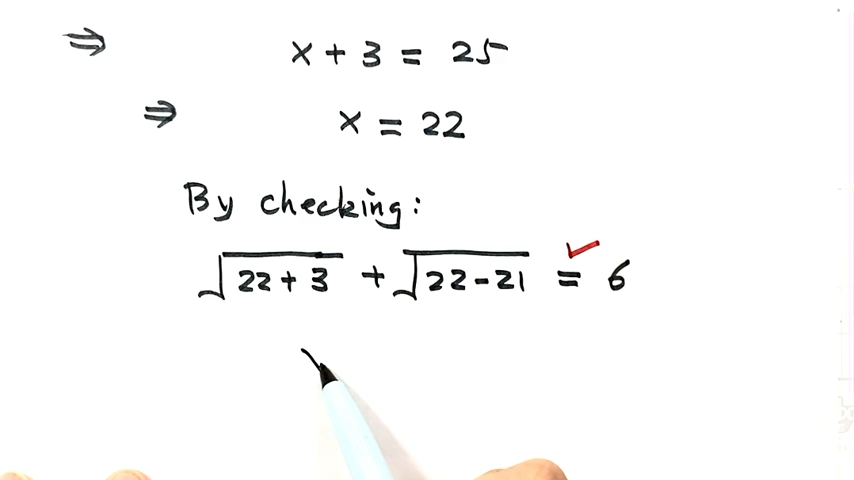 ⇒ x + 3 = 25
⇒ x = 22
By checking:
√(22 + 3) + √(22 - 21) = 6